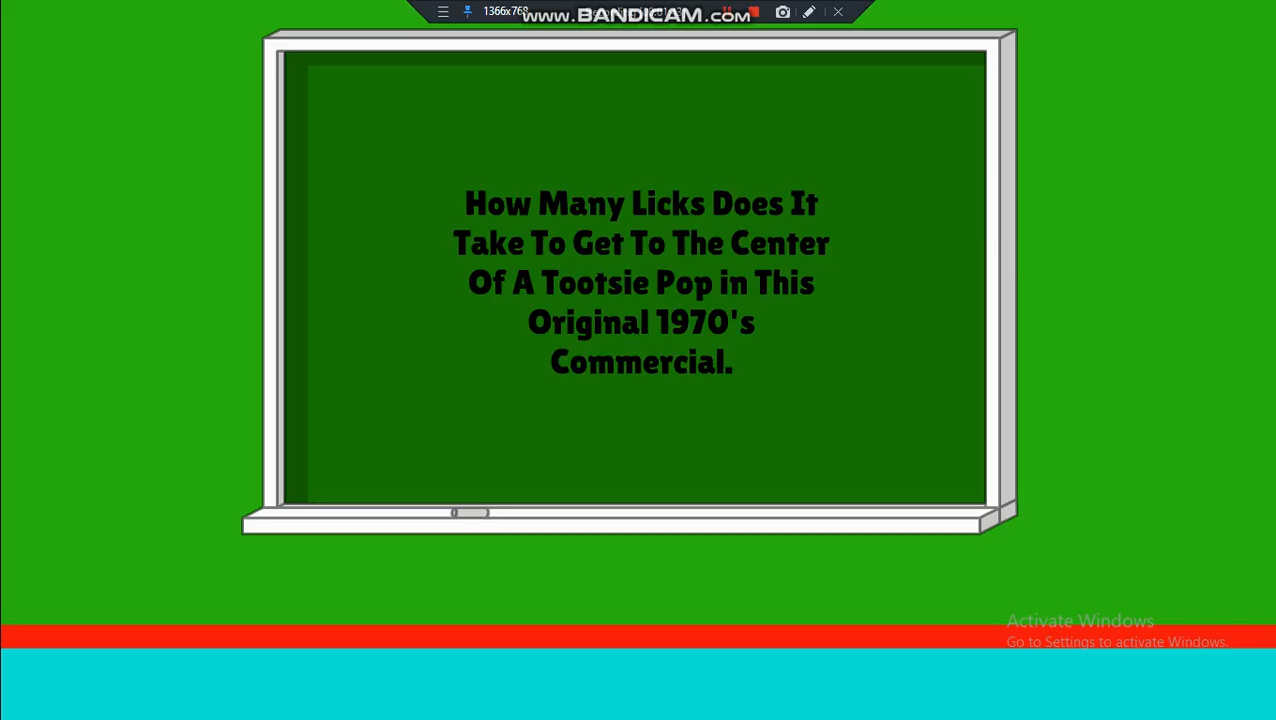 1366x768
www.BANDICAM.com
How Many Licks Does It
Take To Get To The Center
Of A Tootsie Pop in This
Original 1970's
Commercial.
Activate Windows
Go to Settings to activate Windows.